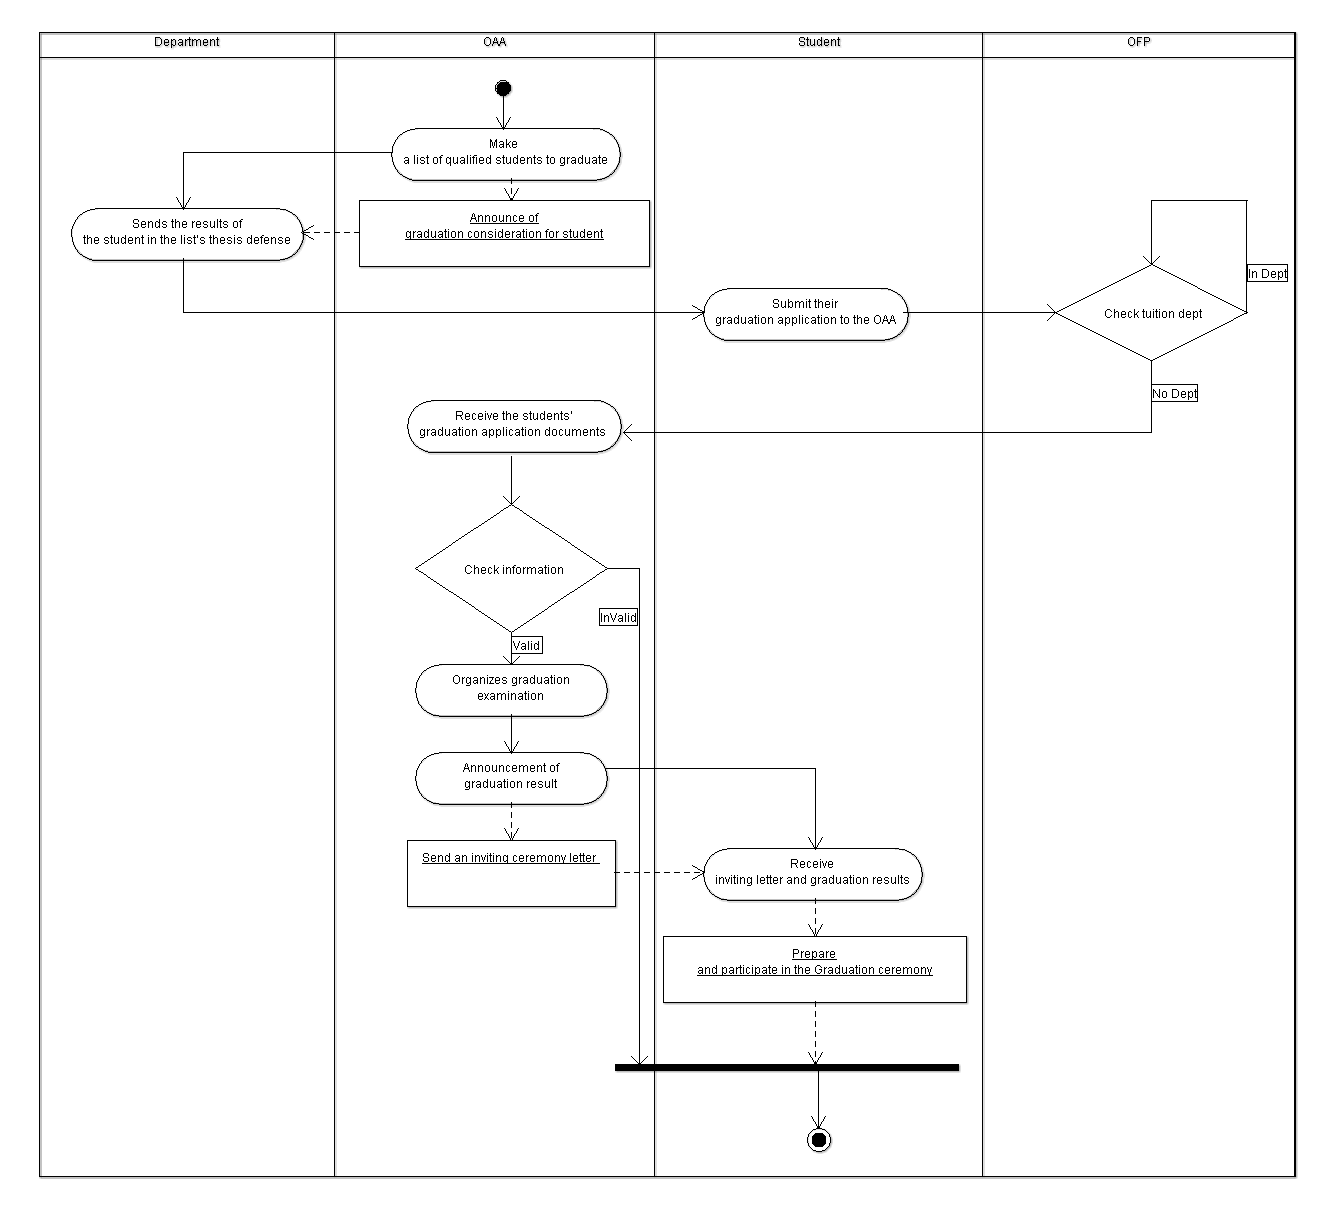 Department
OAA
Student
OFP
Make
a list of qualified students to graduate
Announce of
graduation consideration for student
Sends the results of
the student in the list's thesis defense
Submit their
graduation application to the OAA
In Dept
Check tuition dept
No Dept
Receive the students'
graduation application documents
Check information
InValid
Valid
Organizes graduation
examination
Announcement of
graduation result
Send an inviting ceremony letter
Receive
inviting letter and graduation results
Prepare
and participate in the Graduation ceremony